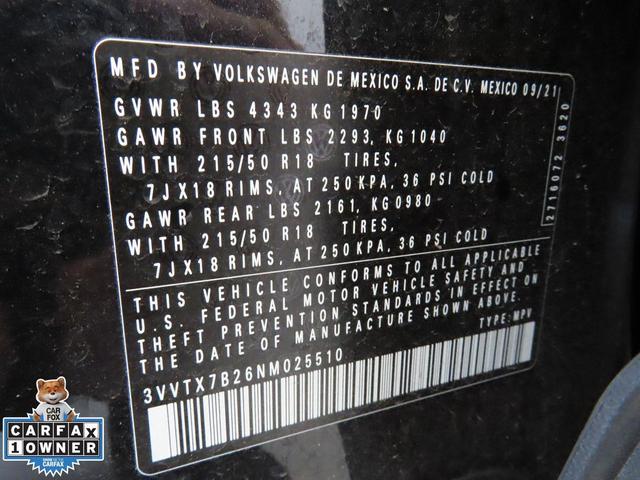 MFD BY VOLKSWAGEN DE MEXICO S.A. DE C.V. MEXICO 09/21
GVWR LBS 4343 KG 1970
GAWR FRONT LBS 2293, KG 1040
WITH 215/50 R18 TIRES,
7JX18 RIMS, AT 250 KPA, 36 PSI COLD
GAWR REAR LBS 2161, KG 0980
WITH 215/50 R18 TIRES,
7JX18 RIMS, AT 250 KPA, 36 PSI COLD
2716072 3620
THIS VEHICLE CONFORMS TO ALL APPLICABLE
U.S. FEDERAL MOTOR VEHICLE SAFETY AND
THEFT PREVENTION STANDARDS IN EFFECT ON
THE DATE OF MANUFACTURE SHOWN ABOVE.
TYPE: MPV
3VVTX7B26NM025510
CAR
FOX
CARFAX
1 OWNER
CARFAX